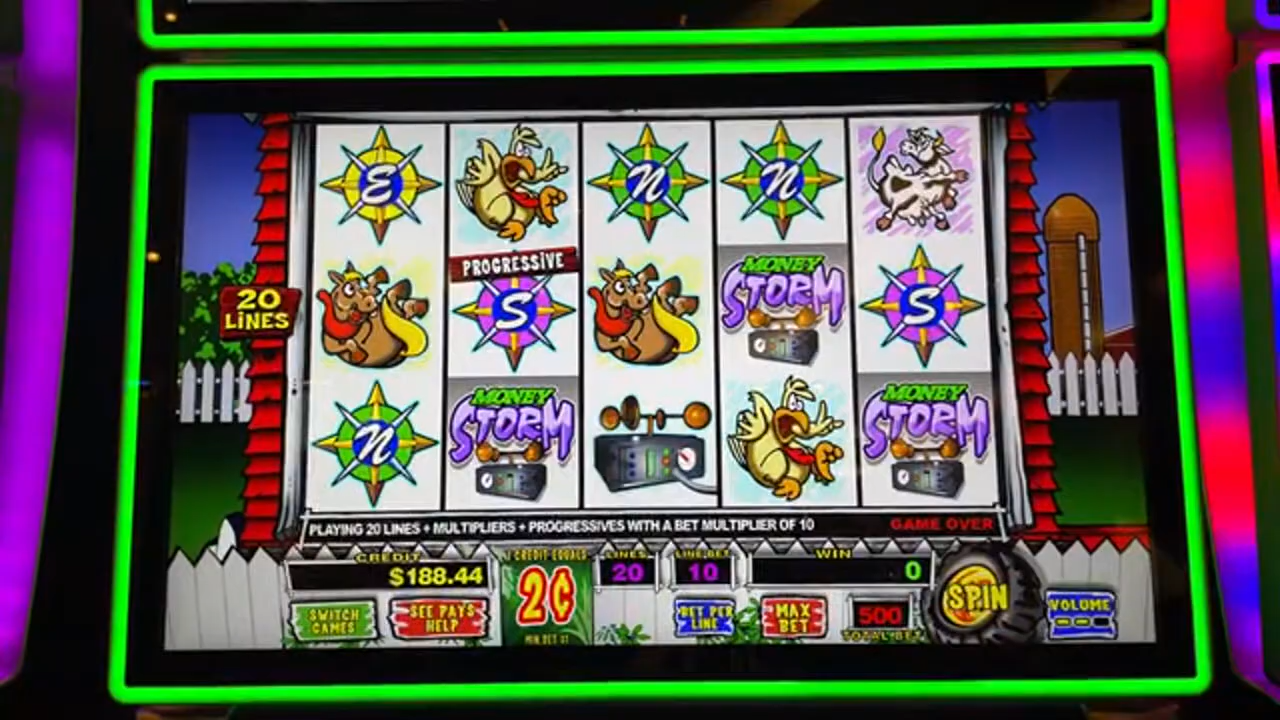 E
N
N
PROGRESSIVE
20
LINES
S
MONEY
STORM
S
N
MONEY
STORM
MONEY
STORM
PLAYING 20 LINES + MULTIPLIERS + PROGRESSIVES WITH A BET MULTIPLIER OF 10
GAME OVER
CREDIT
$188.44
1 CREDIT EQUALS
2¢
LINES
20
LINE BET
10
WIN
0
SWITCH
GAMES
SEE PAYS
HELP
BET PER
LINE
MAX
BET
500
TOTAL BET
SPIN
VOLUME